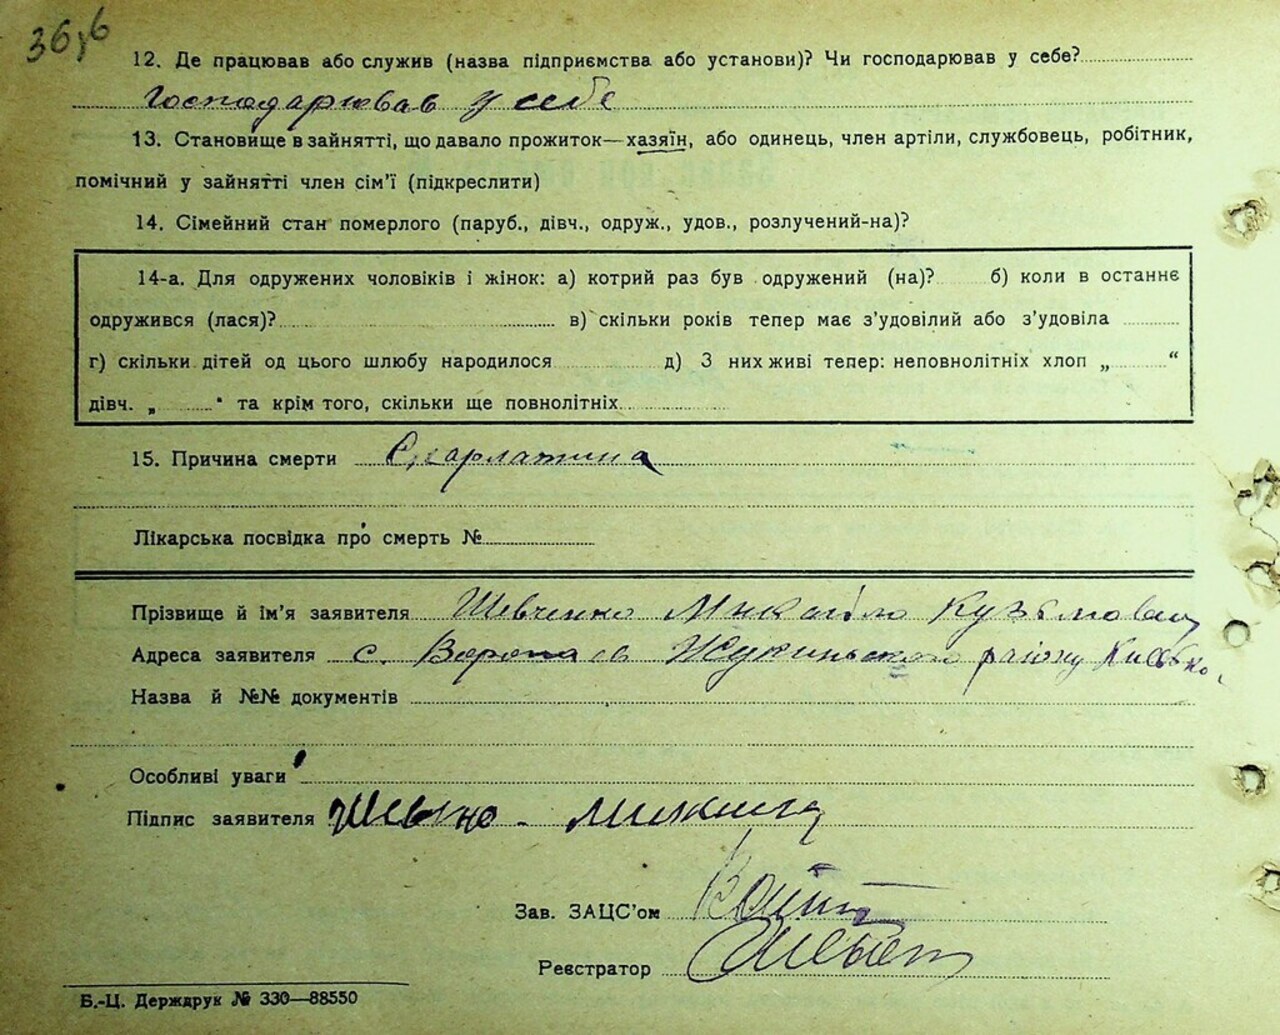 36,6
12. Де працював або служив (назва підприємства або установи)? Чи господарював у себе?
Господарював у себе
13. Становище в зайнятті, що давало прожиток—хазяїн, або одинець, член артіли, службовець, робітник,
помічний у зайнятті член сім'ї (підкреслити)
14. Сімейний стан померлого (паруб., дівч., одруж., удов., розлучений-на)?
14-а. Для одружених чоловіків і жінок: а) котрий раз був одружений (на)? б) коли в останнє
одружився (лася)? в) скільки років тепер має з'удовілий або з'удовіла
г) скільки дітей од цього шлюбу народилося д) З них живі тепер: неповнолітніх хлоп „ “
дівч. „ “ та крім того, скільки ще повнолітніх
15. Причина смерти Скарлатина
Лікарська посвідка про смерть №
Прізвище й ім'я заявителя Шевченко Михайло Кузьмович
Адреса заявителя с. Воропаєв Жукинського району
Назва й №№ документів
Особливі уваги
Підпис заявителя
Зав. ЗАЦС'ом
Реєстратор
Б.-Ц. Держдрук № 330—88550